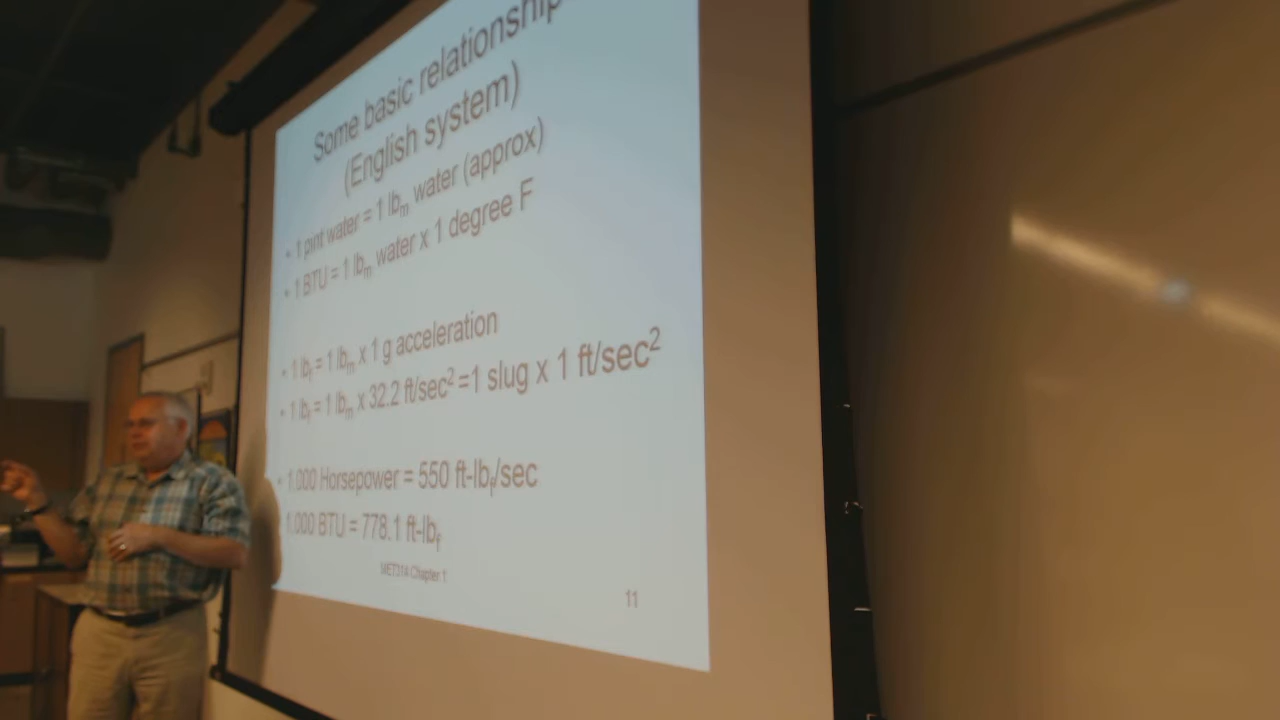 Some basic relationship
(English system)
• 1 pint water = 1 lbm water (approx)
• 1 BTU = 1 lbm water x 1 degree F
• 1 lbf = 1 lbm x 1 g acceleration
• 1 lbf = 1 lbm x 32.2 ft/sec² =1 slug x 1 ft/sec²
• 1.000 Horsepower = 550 ft-lbf/sec
1.000 BTU = 778.1 ft-lbf
MET314 Chapter 1
11